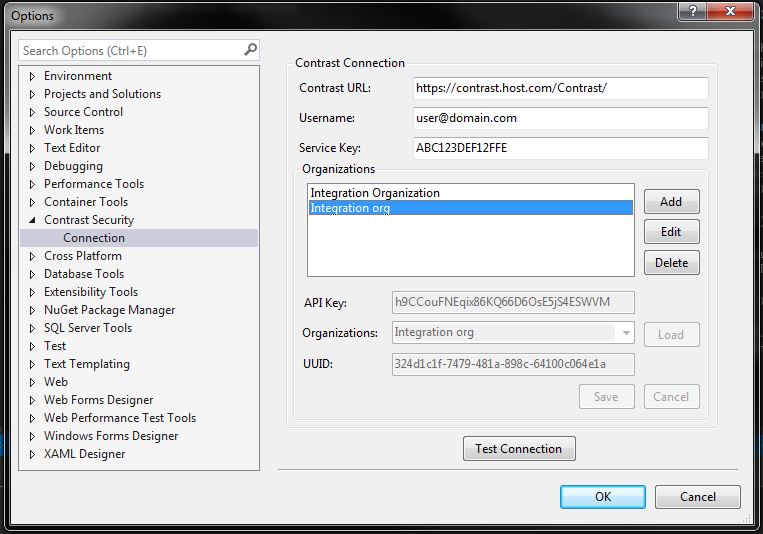 Options
?
Search Options (Ctrl+E)
Environment
Projects and Solutions
Source Control
Work Items
Text Editor
Debugging
Performance Tools
Container Tools
Contrast Security
Connection
Cross Platform
Database Tools
Extensibility Tools
NuGet Package Manager
SQL Server Tools
Test
Text Templating
Web
Web Forms Designer
Web Performance Test Tools
Windows Forms Designer
XAML Designer
Contrast Connection
Contrast URL: https://contrast.host.com/Contrast/
Username: user@domain.com
Service Key: ABC123DEF12FFE
Organizations
Integration Organization
Integration org
Add
Edit
Delete
API Key: h9CCouFNEqix86KQ66D6OsE5jS4ESWVM
Organizations: Integration org Load
UUID: 324d1c1f-7479-481a-898c-64100c064e1a
Save Cancel
Test Connection
OK Cancel